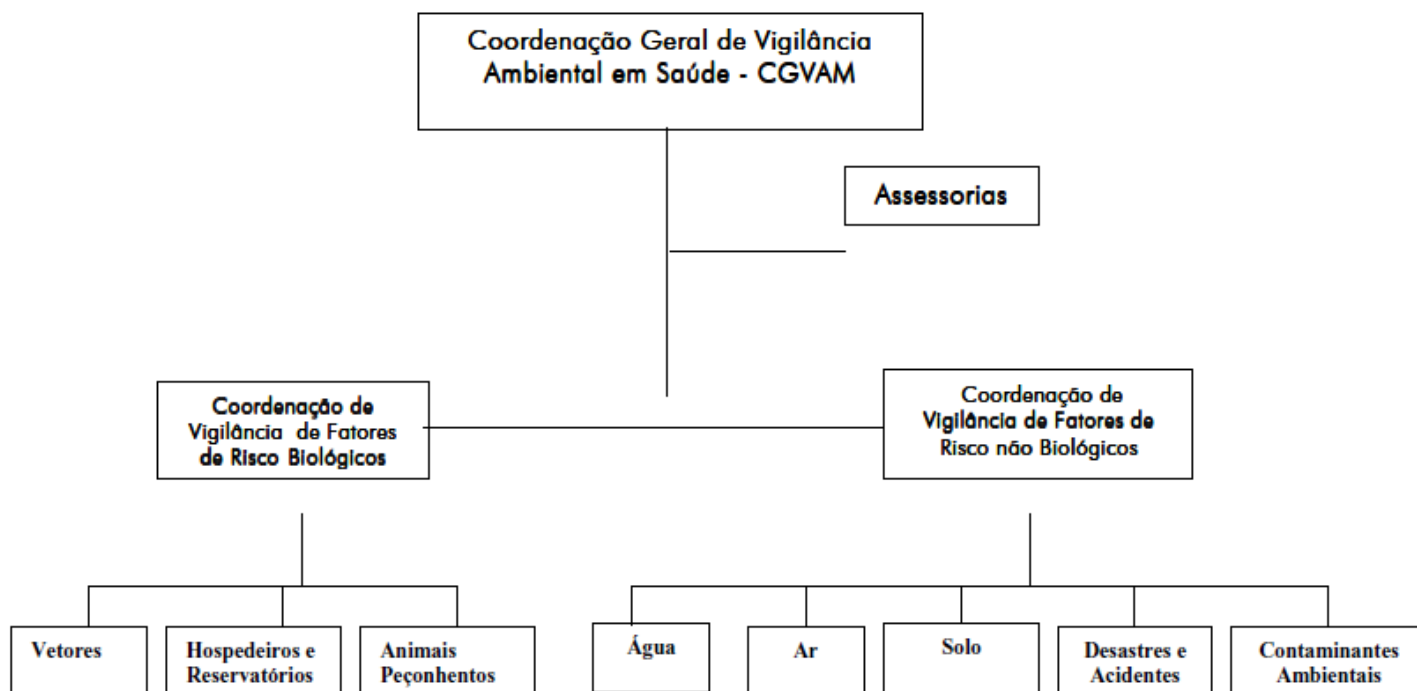 Coordenação Geral de Vigilância
Ambiental em Saúde - CGVAM
Assessorias
Coordenação de
Vigilância de Fatores
de Risco Biológicos
Coordenação de
Vigilância de Fatores de
Risco não Biológicos
Vetores
Hospedeiros e
Reservatórios
Animais
Peçonhentos
Água
Ar
Solo
Desastres e
Acidentes
Contaminantes
Ambientais